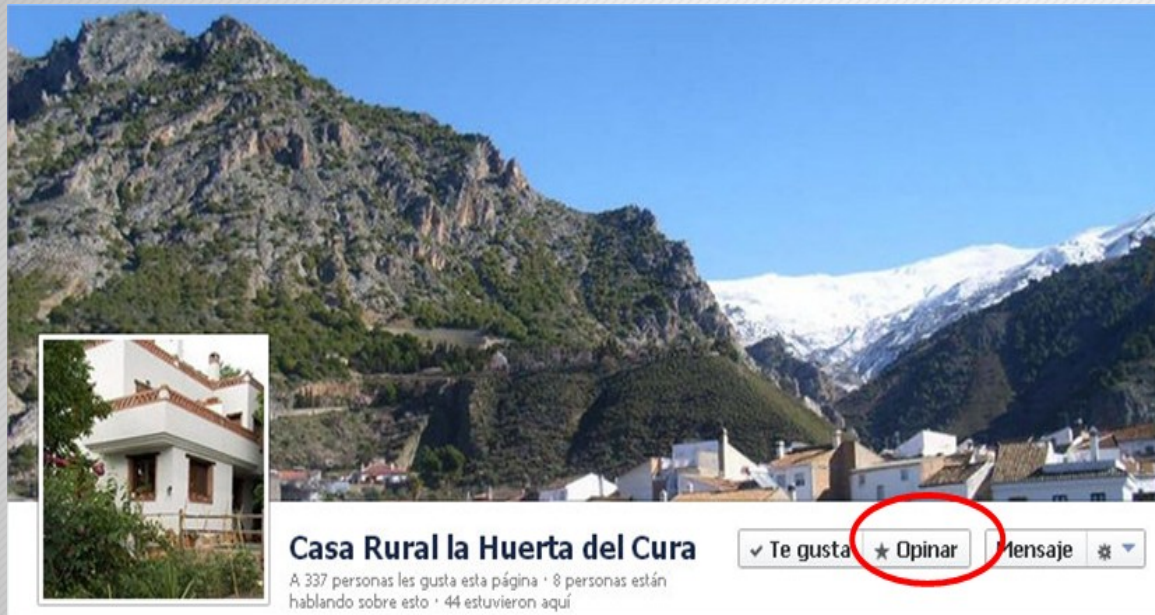 Casa Rural la Huerta del Cura
A 337 personas les gusta esta página · 8 personas están
hablando sobre esto · 44 estuvieron aquí
Te gusta
Opinar
Mensaje